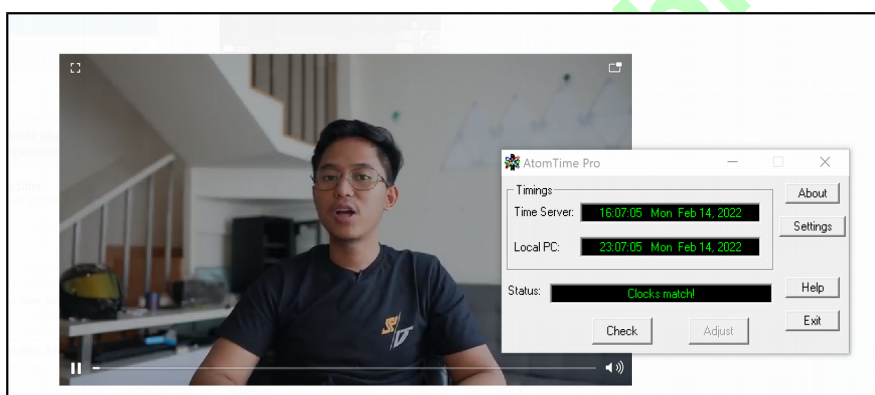 AtomTime Pro
Timings
Time Server: 16:07:05 Mon Feb 14, 2022
Local PC: 23:07:05 Mon Feb 14, 2022
Status: Clocks match!
Check
Adjust
About
Settings
Help
Exit